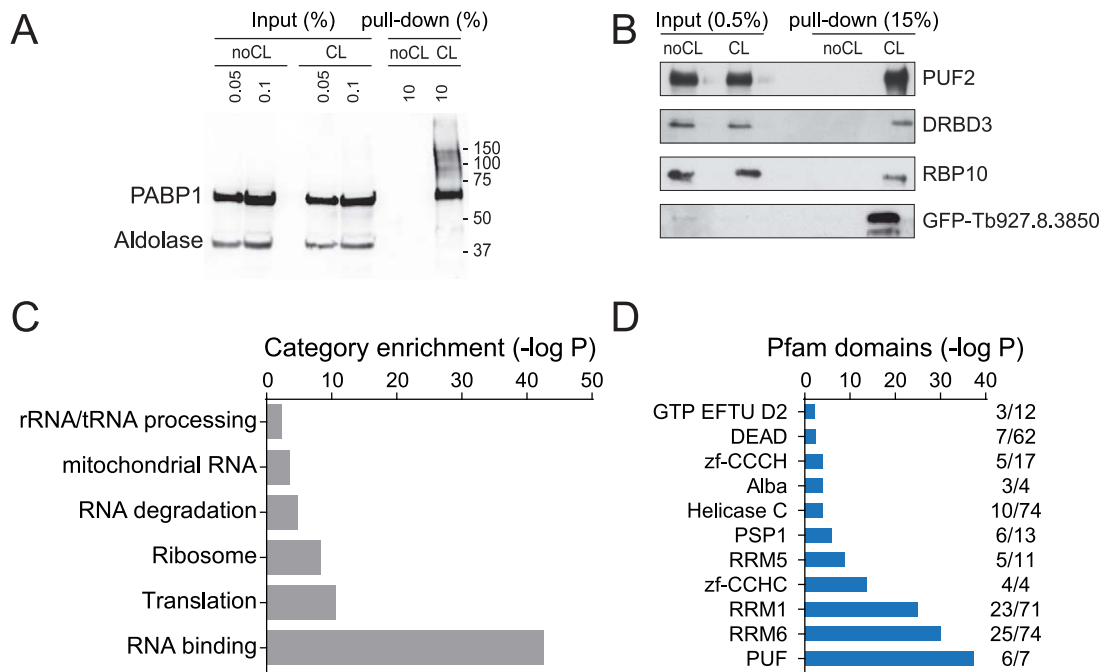 A
Input (%) pull-down (%)
noCL CL noCL CL
0.05 0.1 0.05 0.1 10 10
150
100
75
PABP1
50
Aldolase
37
B
Input (0.5%) pull-down (15%)
noCL CL noCL CL
PUF2
DRBD3
RBP10
GFP-Tb927.8.3850
C
Category enrichment (-log P)
0 10 20 30 40 50
rRNA/tRNA processing
mitochondrial RNA
RNA degradation
Ribosome
Translation
RNA binding
D
Pfam domains (-log P)
0 10 20 30 40
GTP EFTU D2 3/12
DEAD 7/62
zf-CCCH 5/17
Alba 3/4
Helicase C 10/74
PSP1 6/13
RRM5 5/11
zf-CCHC 4/4
RRM1 23/71
RRM6 25/74
PUF 6/7